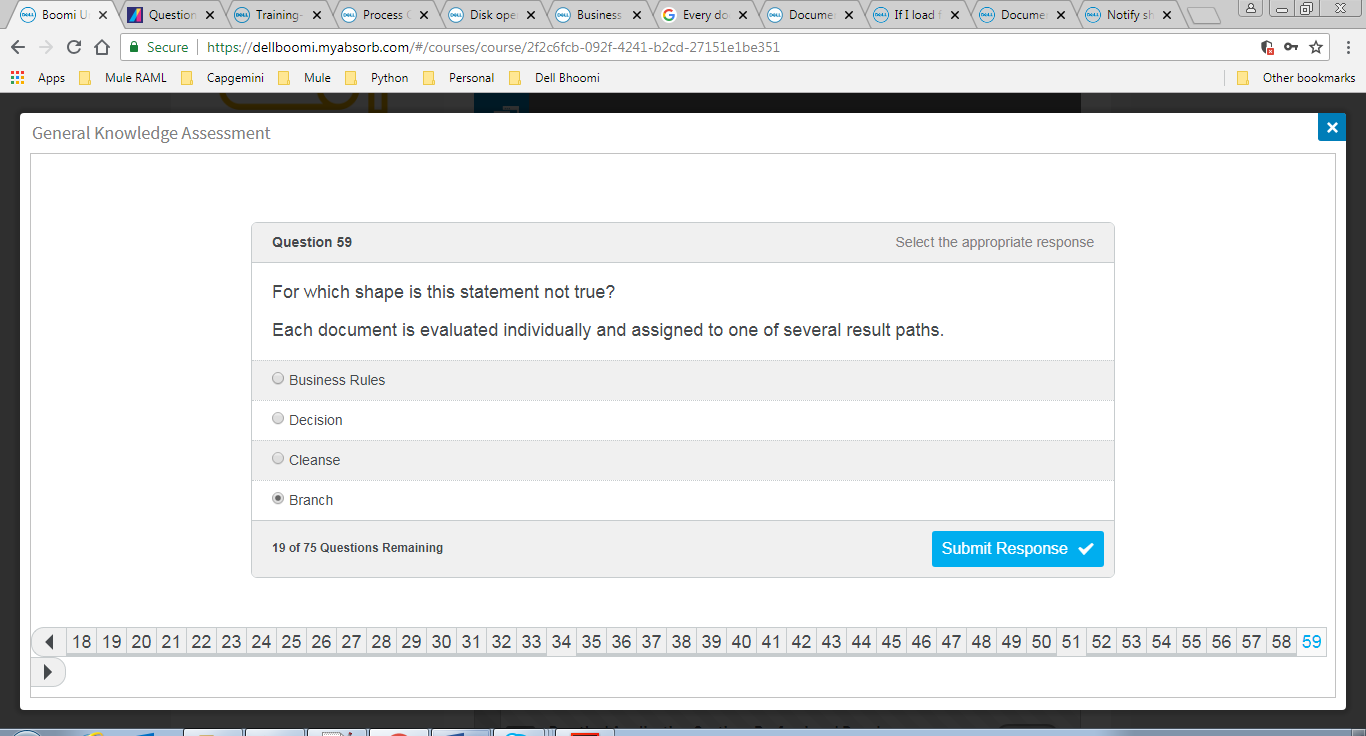 Boomi U
Question
Training-
Process
Disk ope
Business
Every do
Docume
If I load f
Docume
Notify sh
Secure
https://dellboomi.myabsorb.com/#/courses/course/2f2c6fcb-092f-4241-b2cd-27151e1be351
Apps
Mule RAML
Capgemini
Mule
Python
Personal
Dell Bhoomi
Other bookmarks
General Knowledge Assessment
Question 59
Select the appropriate response
For which shape is this statement not true?
Each document is evaluated individually and assigned to one of several result paths.
Business Rules
Decision
Cleanse
Branch
19 of 75 Questions Remaining
Submit Response
18 19 20 21 22 23 24 25 26 27 28 29 30 31 32 33 34 35 36 37 38 39 40 41 42 43 44 45 46 47 48 49 50 51 52 53 54 55 56 57 58 59